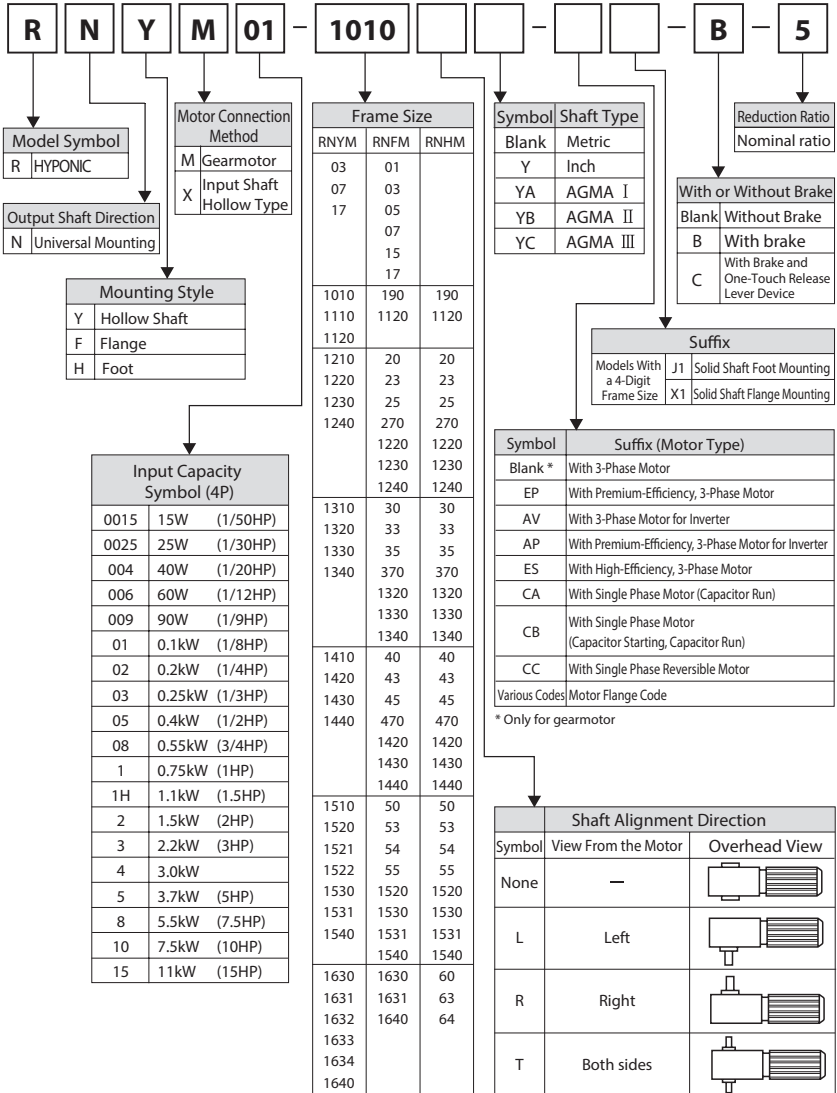 R N Y M 01 – 1010 – – B – 5
Model Symbol
R HYPONIC
Output Shaft Direction
N Universal Mounting
Mounting Style
Y Hollow Shaft
F Flange
H Foot
Motor Connection
Method
M Gearmotor
X Input Shaft
Hollow Type
Input Capacity
Symbol (4P)
0015 15W (1/50HP)
0025 25W (1/30HP)
004 40W (1/20HP)
006 60W (1/12HP)
009 90W (1/9HP)
01 0.1kW (1/8HP)
02 0.2kW (1/4HP)
03 0.25kW (1/3HP)
05 0.4kW (1/2HP)
08 0.55kW (3/4HP)
1 0.75kW (1HP)
1H 1.1kW (1.5HP)
2 1.5kW (2HP)
3 2.2kW (3HP)
4 3.0kW
5 3.7kW (5HP)
8 5.5kW (7.5HP)
10 7.5kW (10HP)
15 11kW (15HP)
Frame Size
RNYM RNFM RNHM
03 01
07 03
17 05
07
15
17
1010 190 190
1110 1120 1120
1120
1210 20 20
1220 23 23
1230 25 25
1240 270 270
1220 1220
1230 1230
1240 1240
1310 30 30
1320 33 33
1330 35 35
1340 370 370
1320 1320
1330 1330
1340 1340
1410 40 40
1420 43 43
1430 45 45
1440 470 470
1420 1420
1430 1430
1440 1440
1510 50 50
1520 53 53
1521 54 54
1522 55 55
1530 1520 1520
1531 1530 1530
1540 1531 1531
1540 1540
1630 1630 60
1631 1631 63
1632 1640 64
1633
1634
1640
Symbol Shaft Type
Blank Metric
Y Inch
YA AGMA Ⅰ
YB AGMA Ⅱ
YC AGMA Ⅲ
Reduction Ratio
Nominal ratio
With or Without Brake
Blank Without Brake
B With brake
C With Brake and
One-Touch Release
Lever Device
Suffix
Models With
a 4-Digit
Frame Size
J1 Solid Shaft Foot Mounting
X1 Solid Shaft Flange Mounting
Symbol Suffix (Motor Type)
Blank * With 3-Phase Motor
EP With Premium-Efficiency, 3-Phase Motor
AV With 3-Phase Motor for Inverter
AP With Premium-Efficiency, 3-Phase Motor for Inverter
ES With High-Efficiency, 3-Phase Motor
CA With Single Phase Motor (Capacitor Run)
CB With Single Phase Motor
(Capacitor Starting, Capacitor Run)
CC With Single Phase Reversible Motor
Various Codes Motor Flange Code
* Only for gearmotor
Shaft Alignment Direction
Symbol View From the Motor Overhead View
None –
L Left
R Right
T Both sides